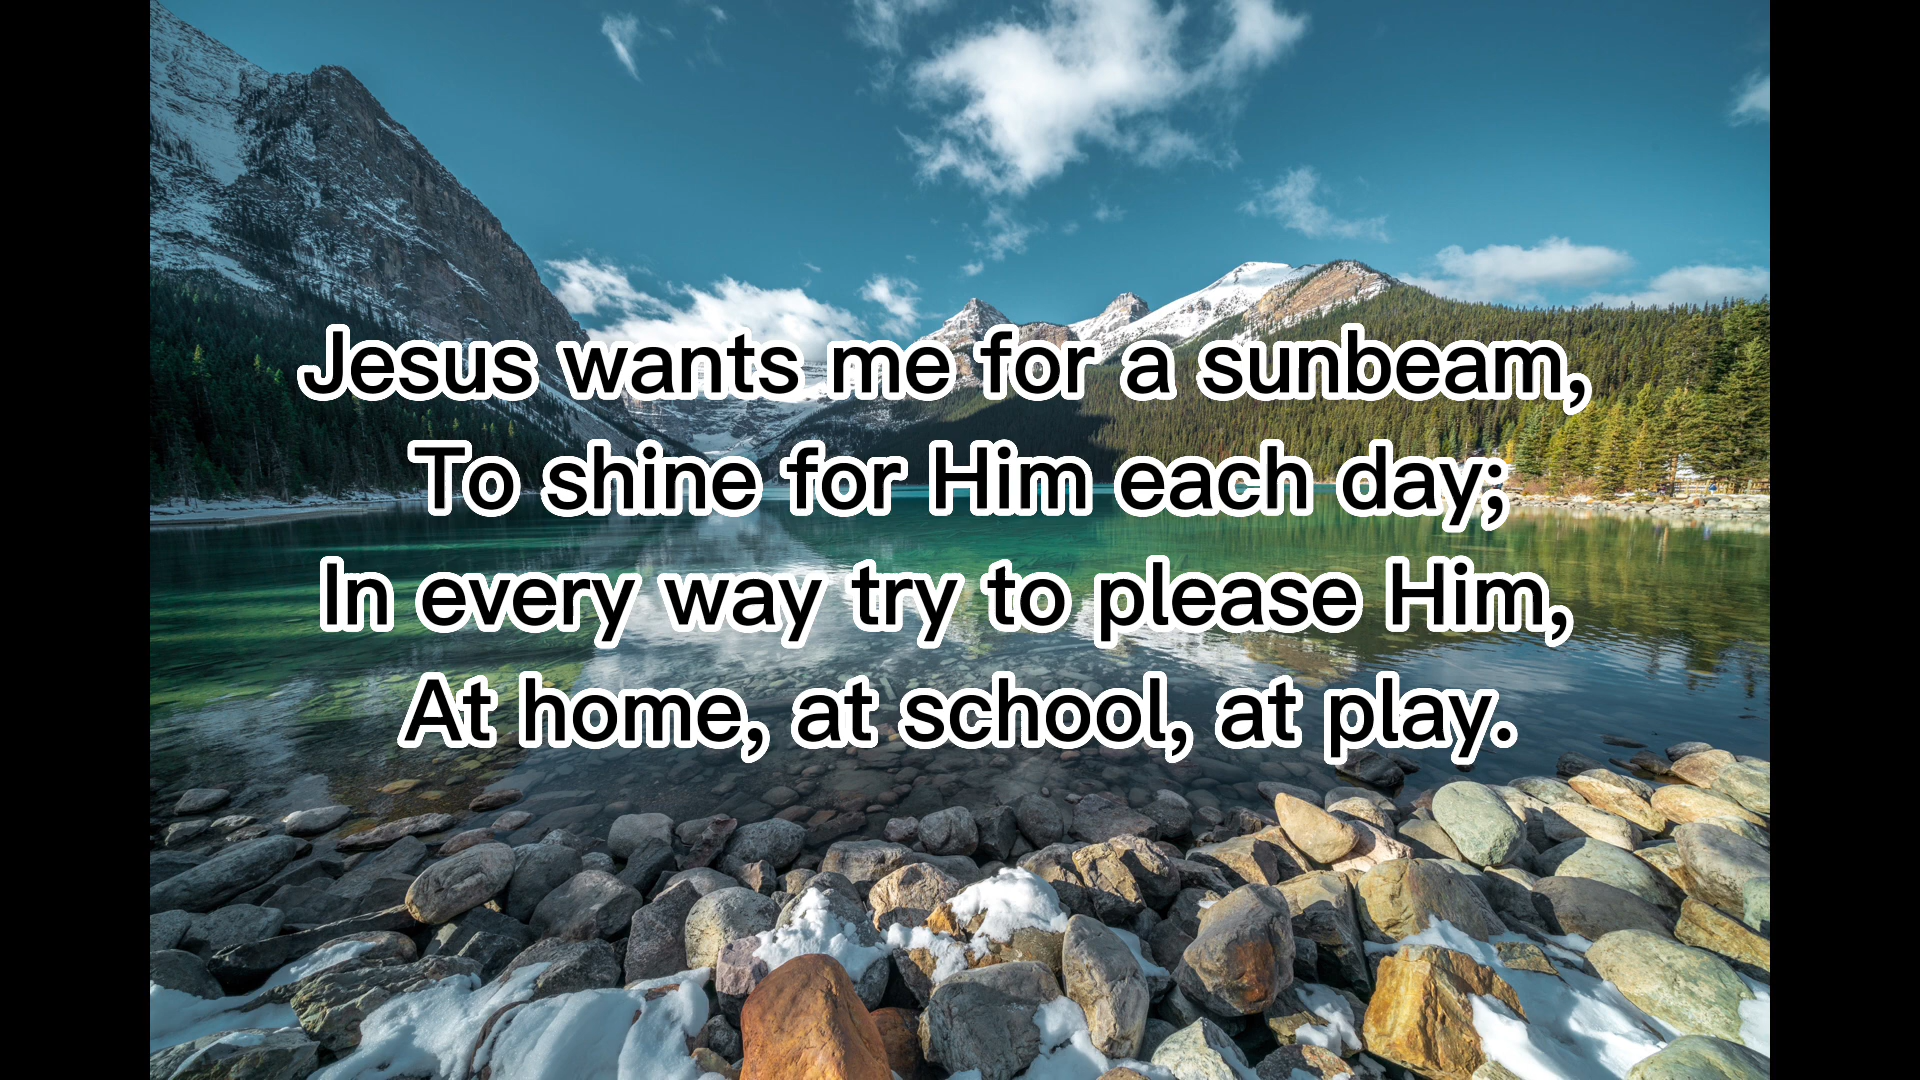 Jesus wants me for a sunbeam,
To shine for Him each day;
In every way try to please Him,
At home, at school, at play.